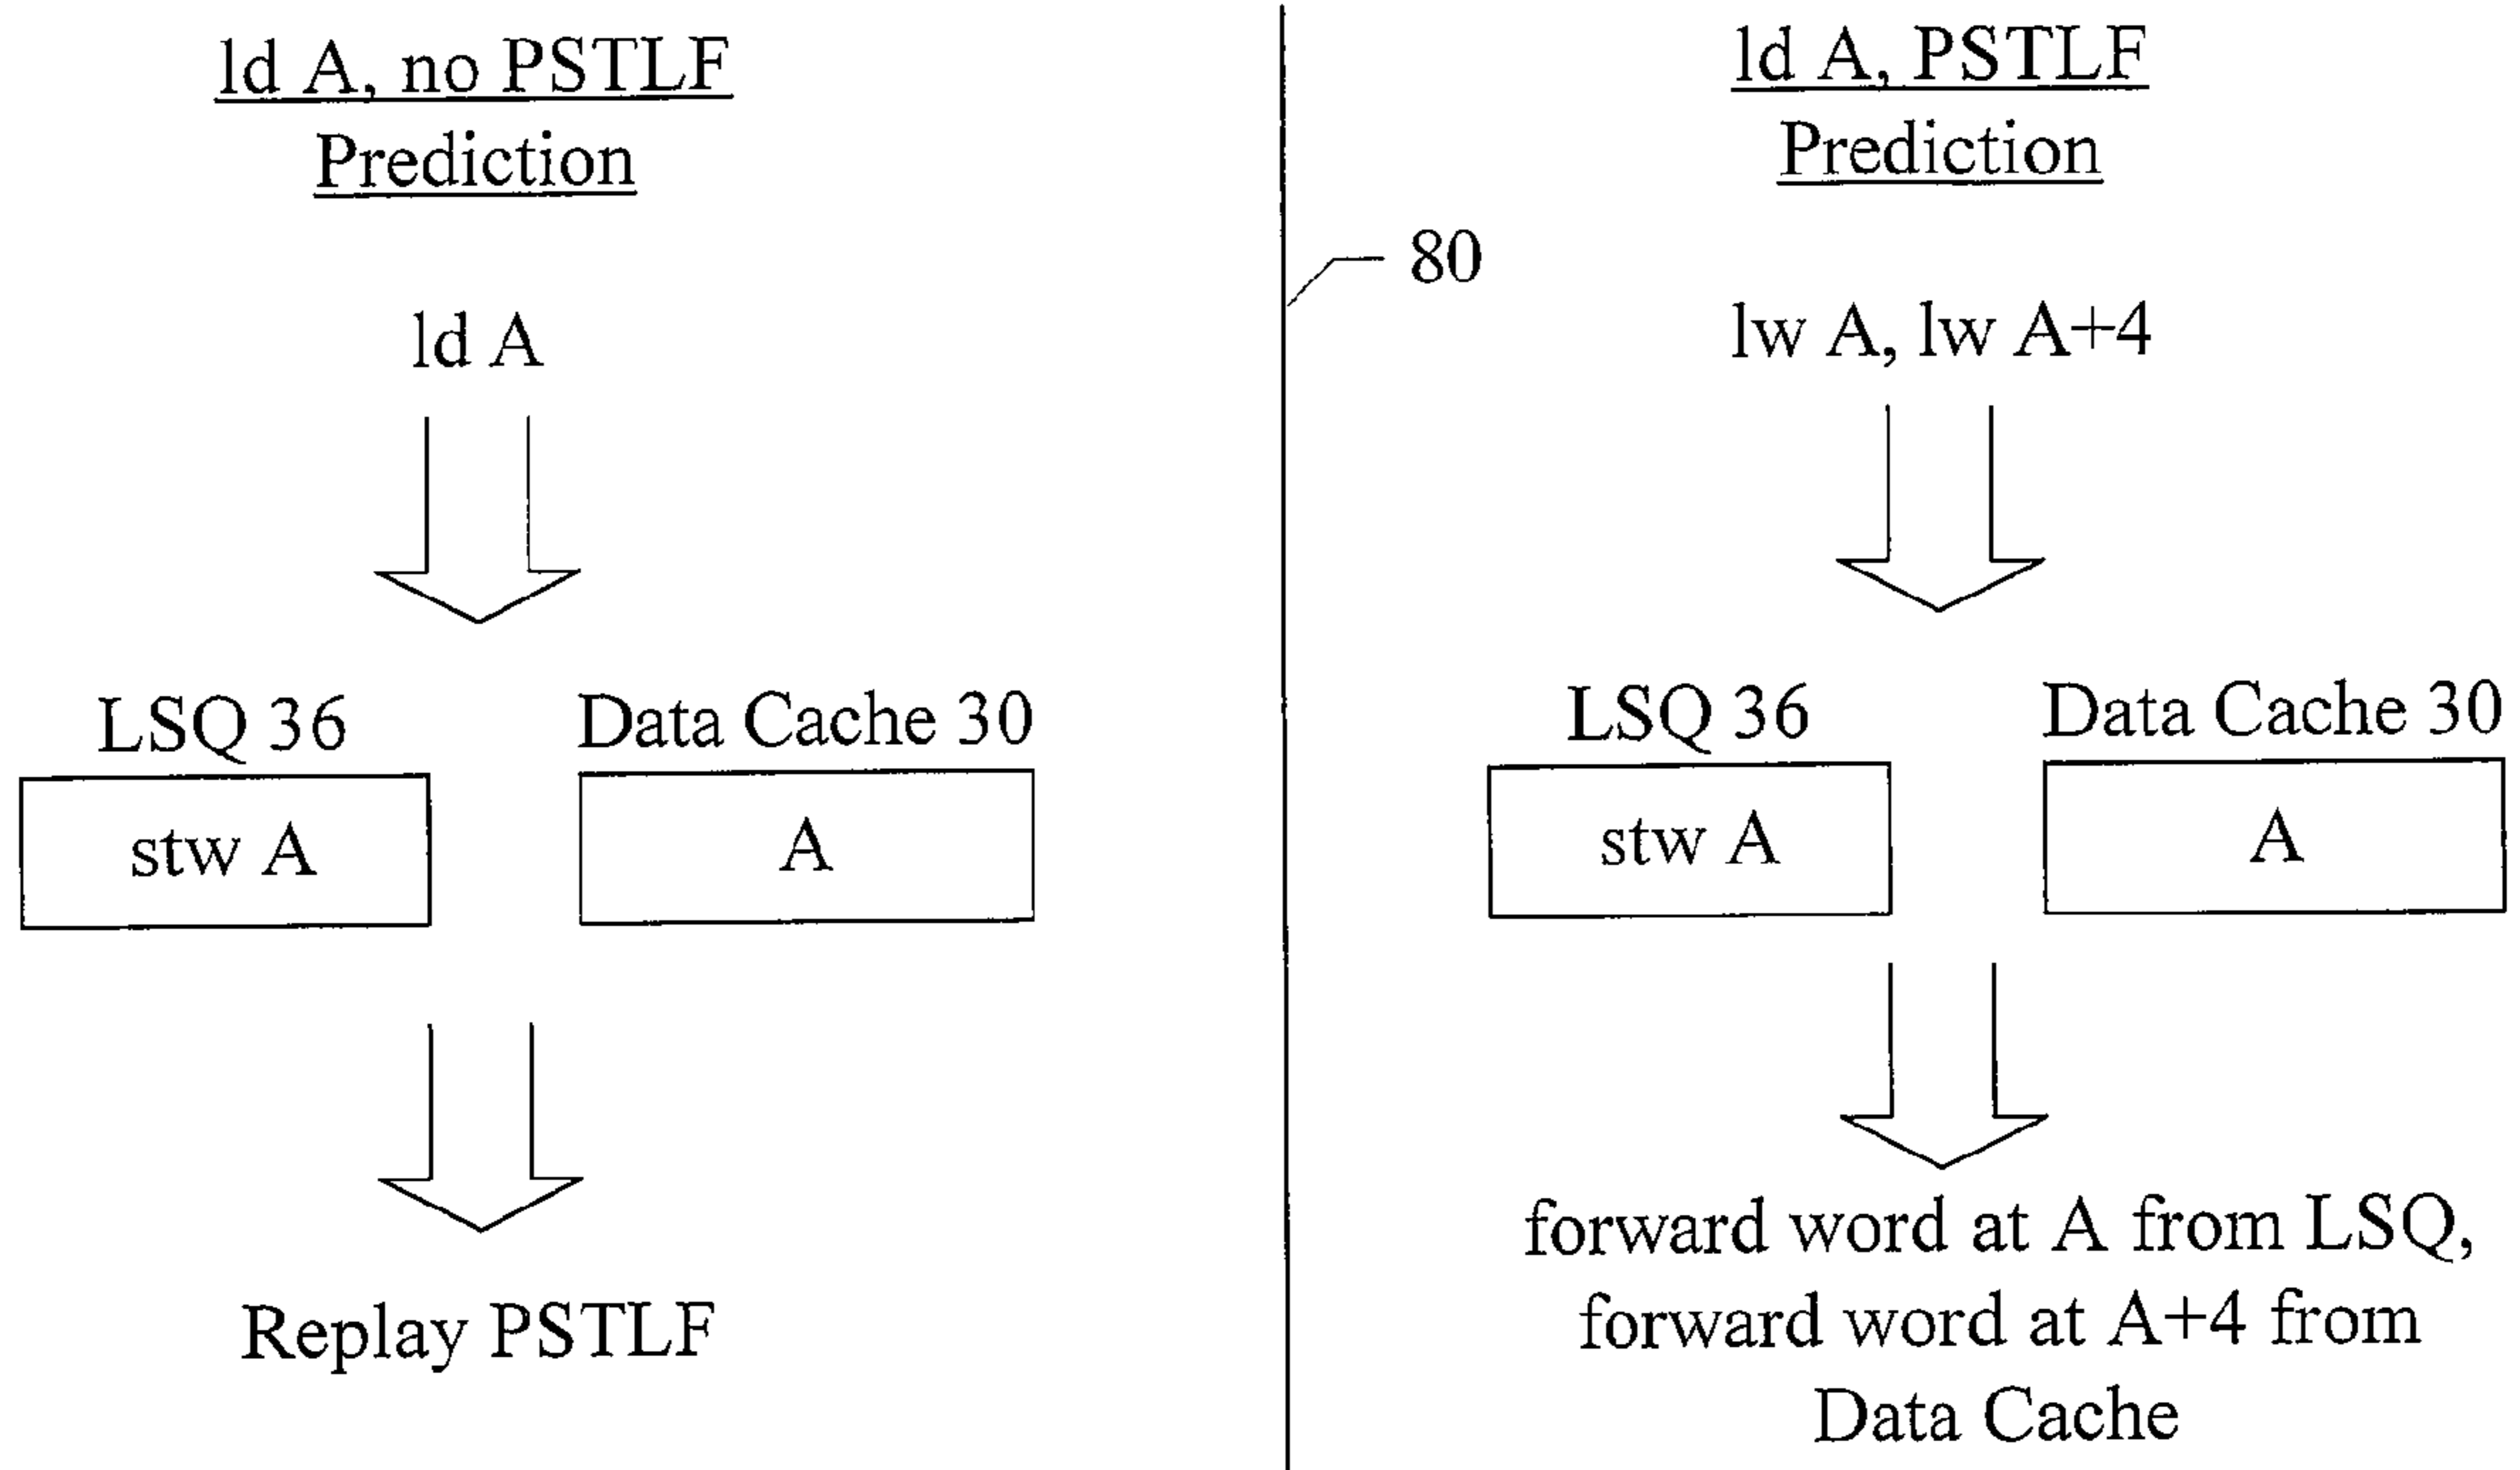 ld A, no PSTLF
Prediction
ld A
LSQ 36
Data Cache 30
stw A
A
Replay PSTLF
80
ld A, PSTLF
Prediction
lw A, lw A+4
LSQ 36
Data Cache 30
stw A
A
forward word at A from LSQ,
forward word at A+4 from
Data Cache